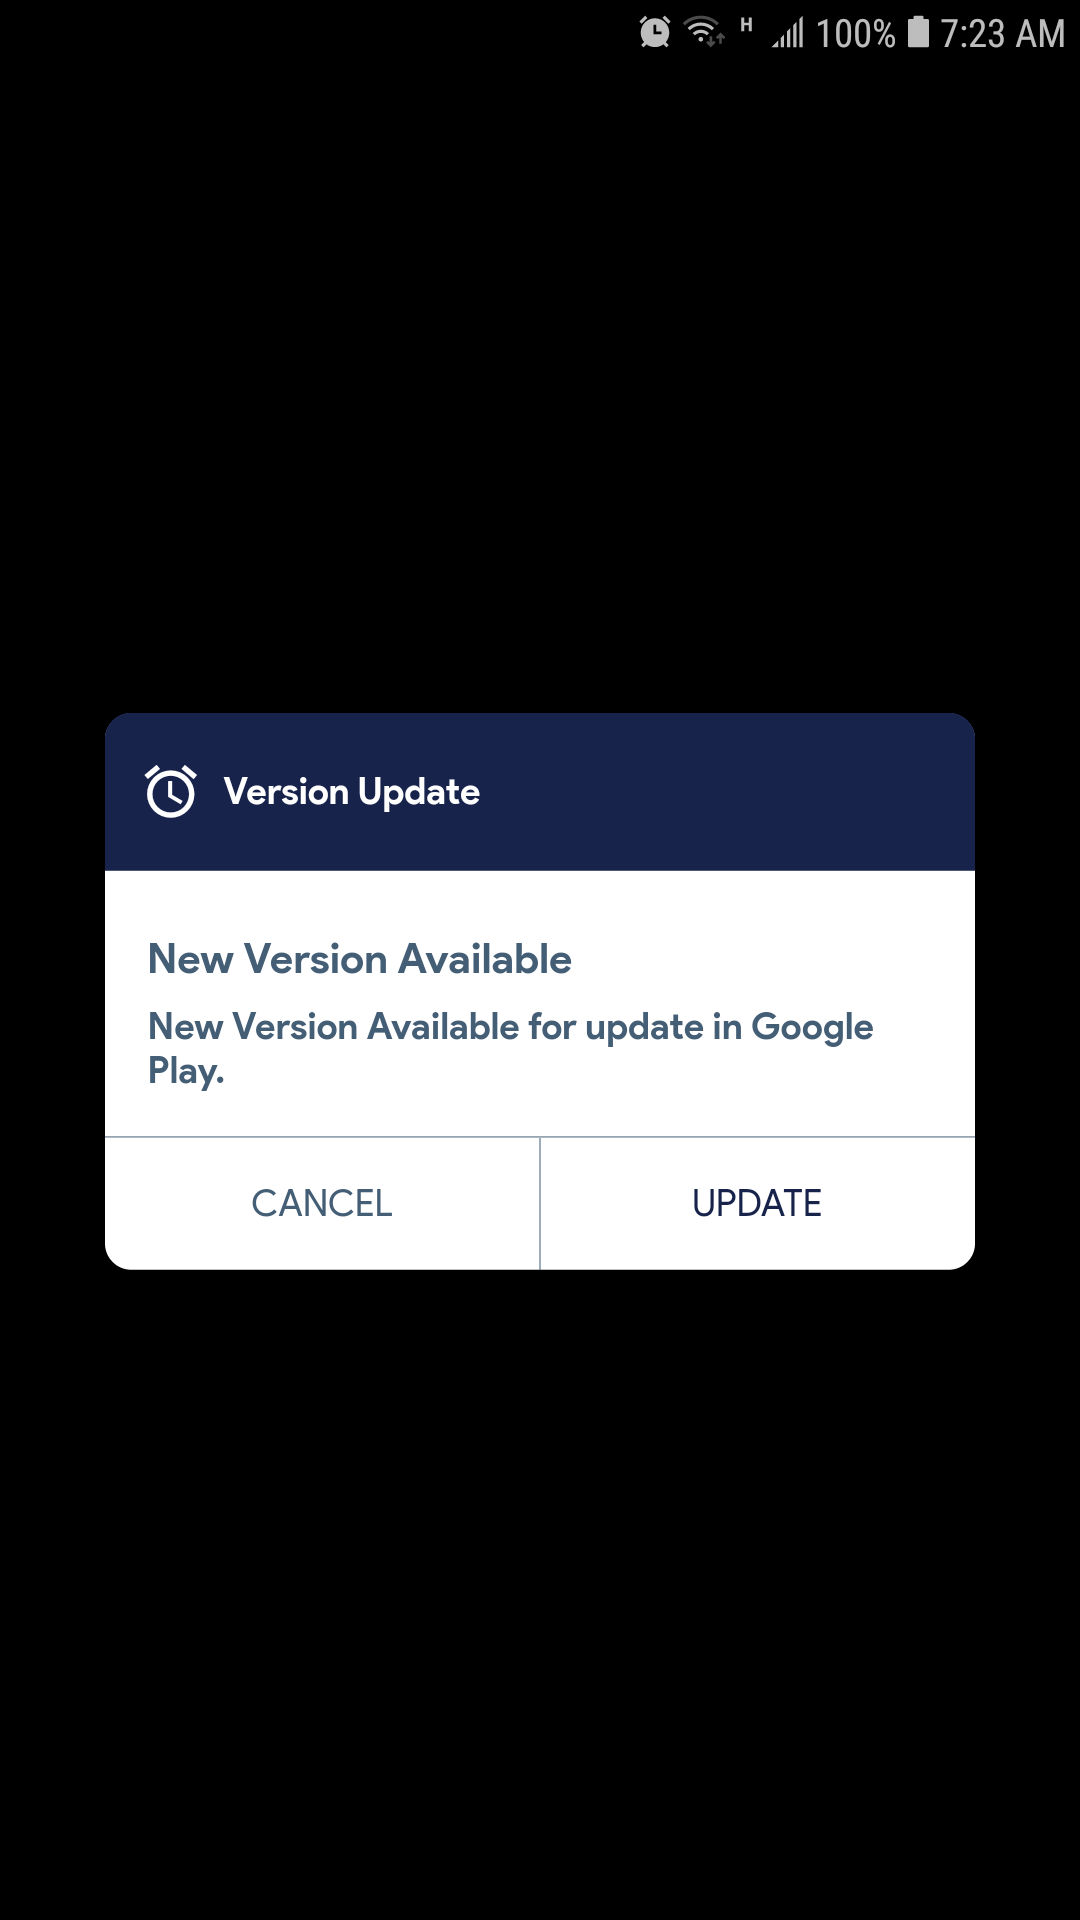 H 100% 7:23 AM
Version Update
New Version Available
New Version Available for update in Google
Play.
CANCEL UPDATE